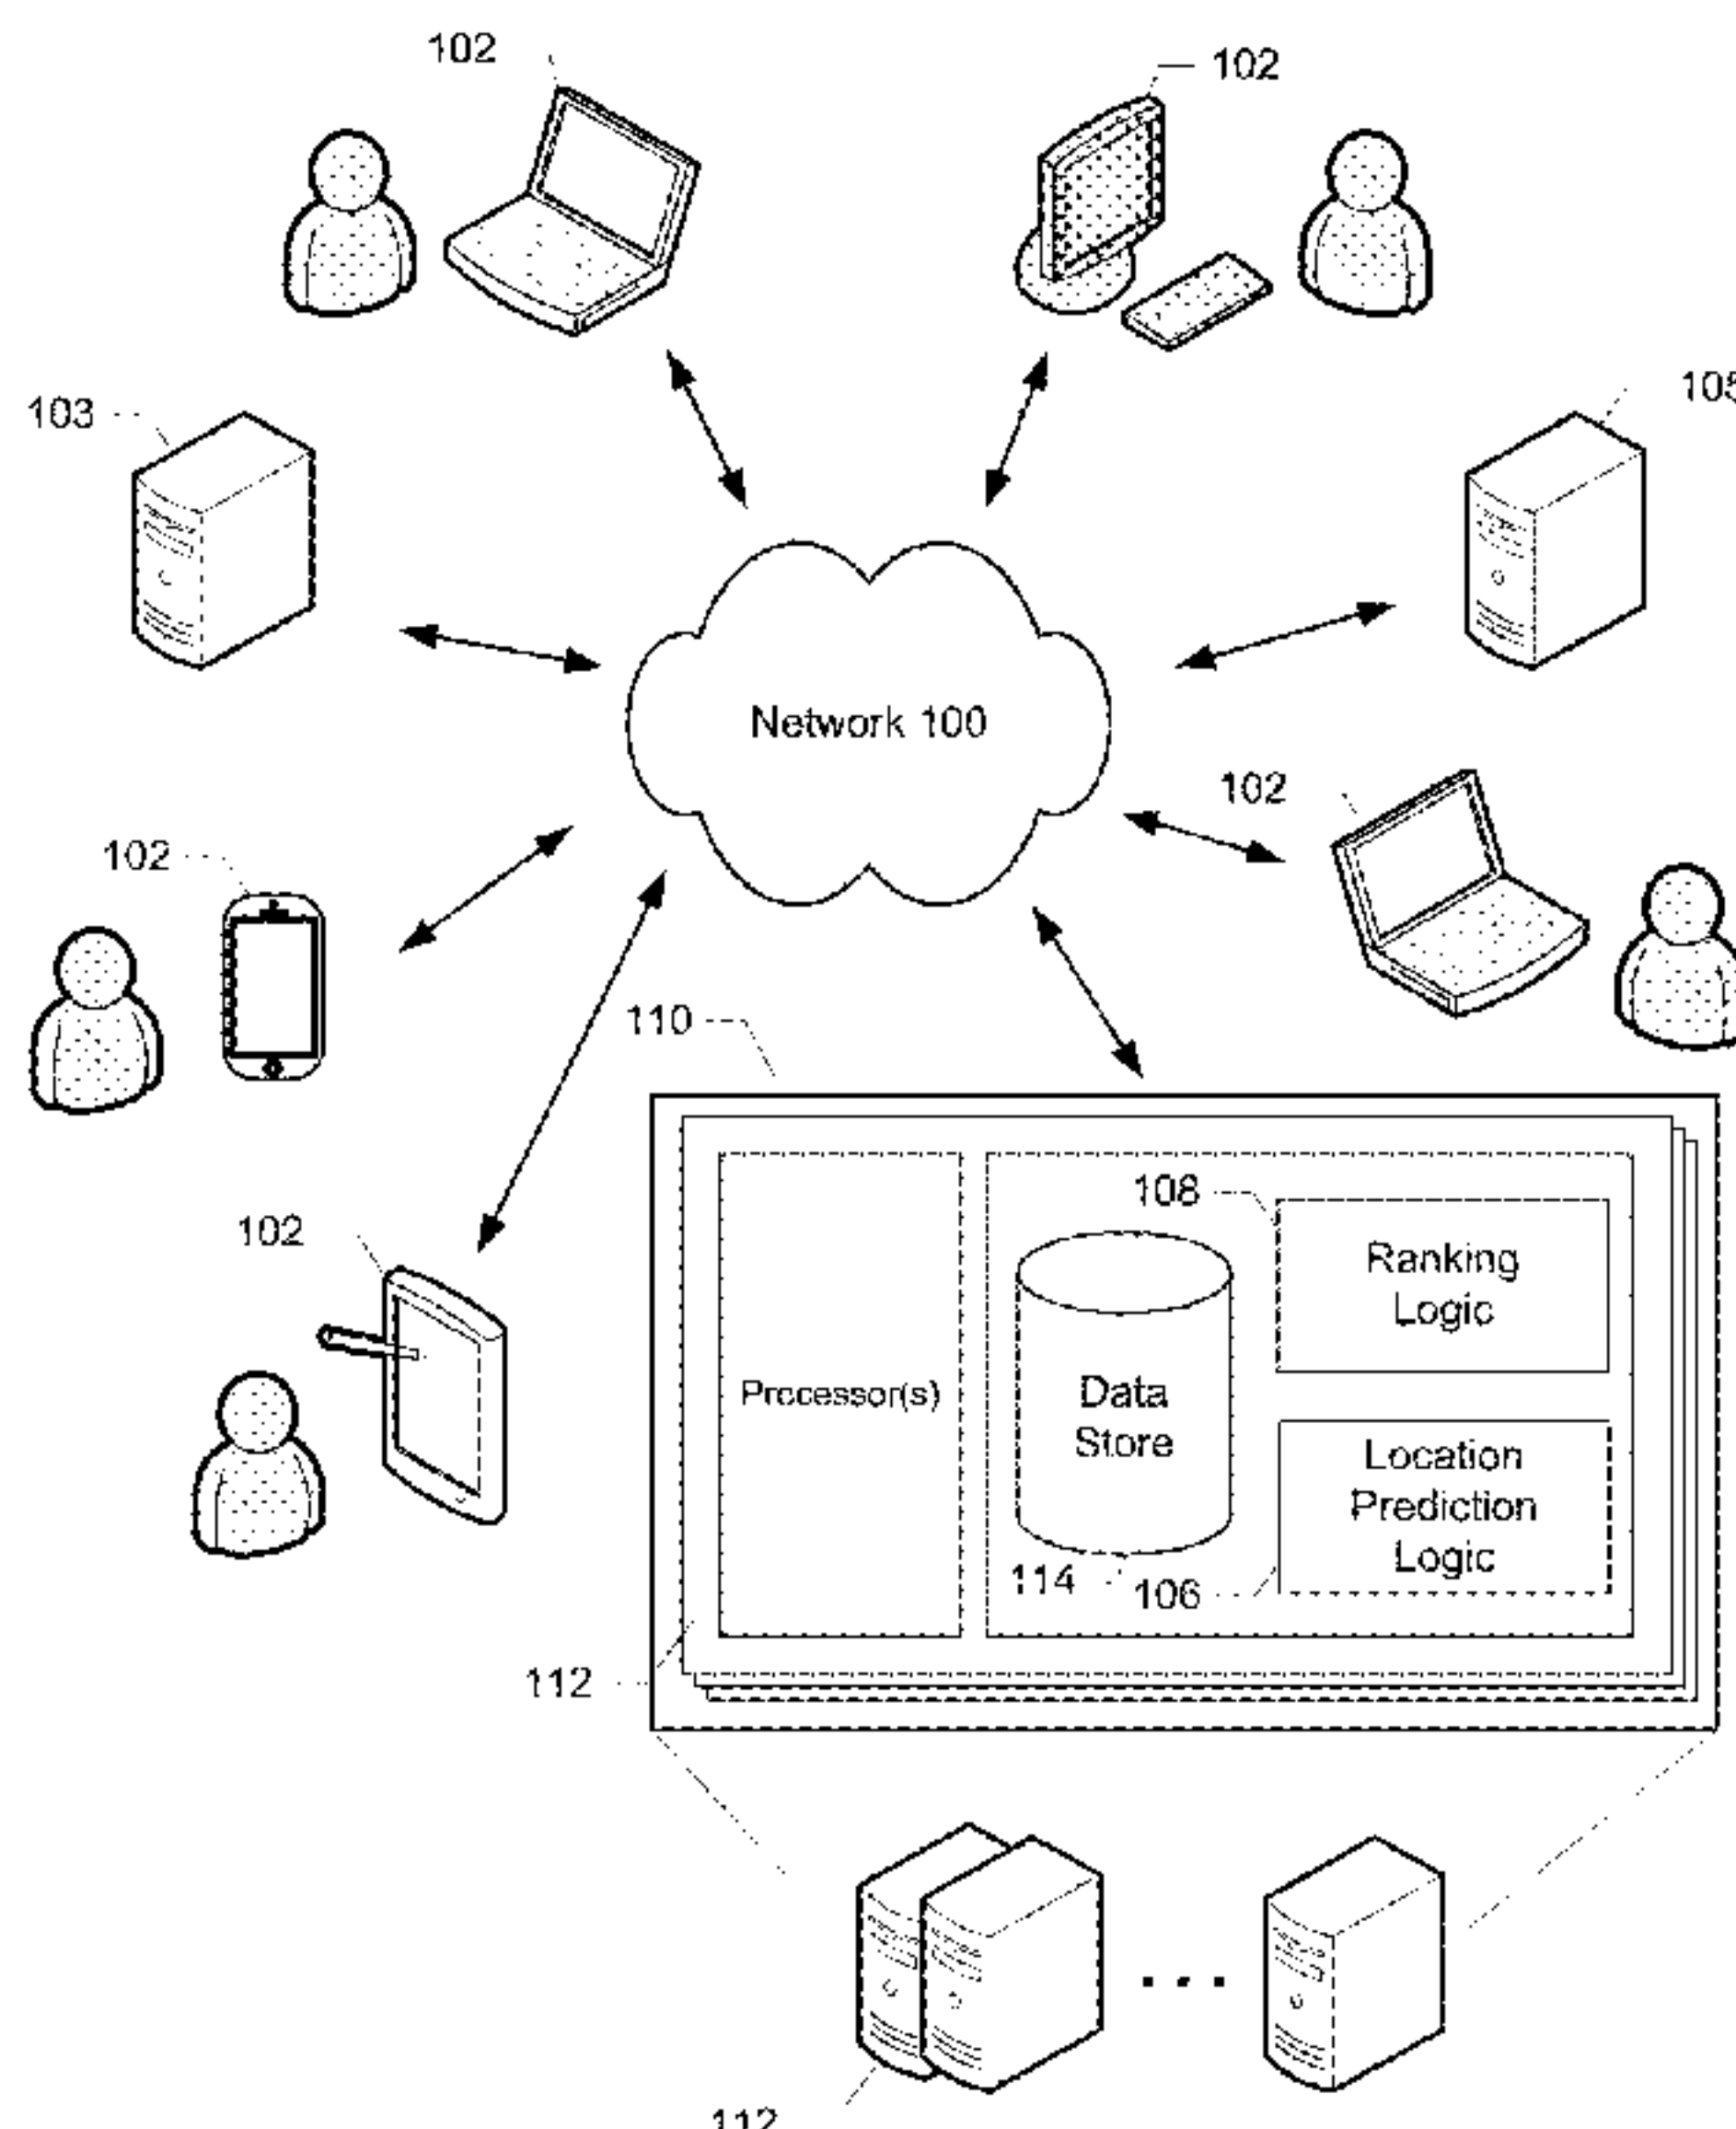 102
102
103
105
Network 100
102
102
110
108
102
Ranking
Logic
Processor(s)
Data
Store
Location
Prediction
Logic
114
106
112
112